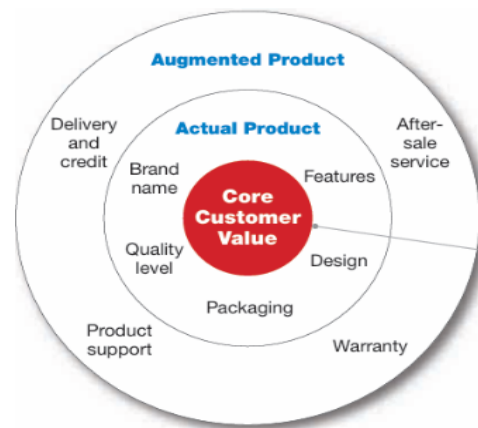 Augmented Product
Delivery
and
credit
After-
sale
service
Actual Product
Brand
name
Features
Core
Customer
Value
Quality
level
Design
Packaging
Product
support
Warranty